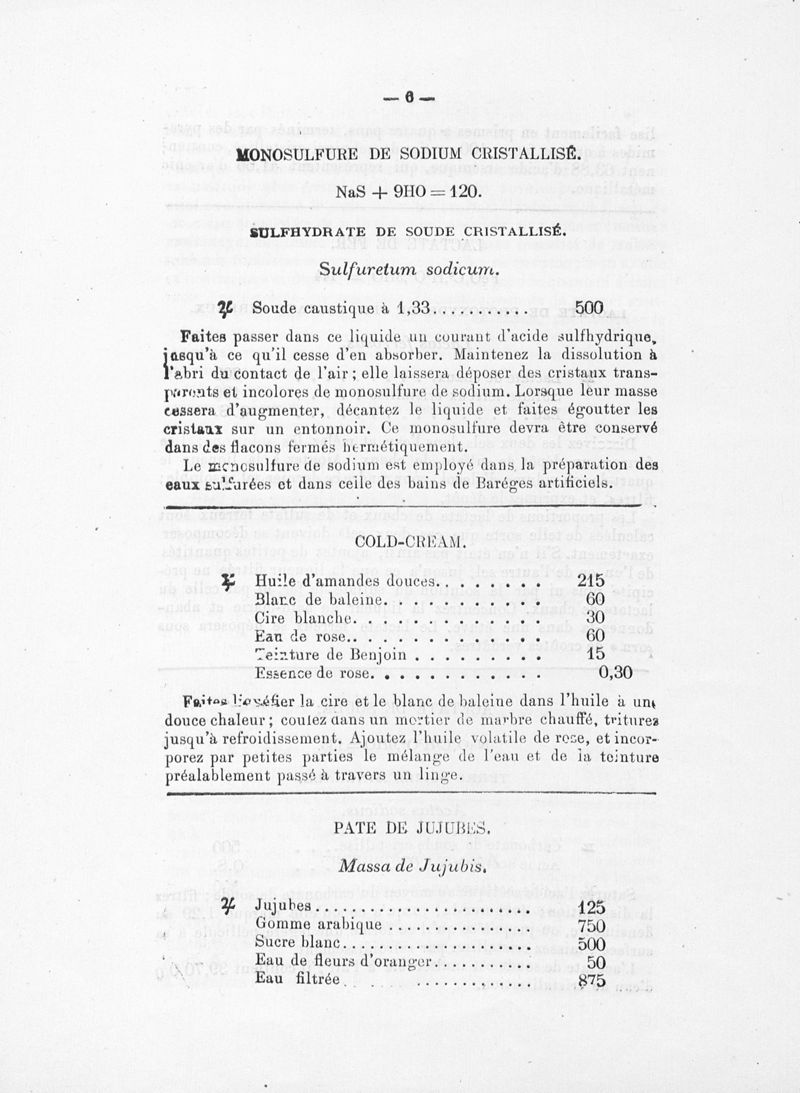 — 6 —
MONOSULFURE DE SODIUM CRISTALLISÉ.
NaS + 9HO = 120.
SULFHYDRATE DE SOUDE CRISTALLISÉ.
Sulfuretum sodicum.
♃ Soude caustique à 1,33........... 500
Faites passer dans ce liquide un courant d'acide sulfhydrique,
jusqu'à ce qu'il cesse d'en absorber. Maintenez la dissolution à
l'abri du contact de l'air ; elle laissera déposer des cristaux trans-
parents et incolores de monosulfure de sodium. Lorsque leur masse
cessera d'augmenter, décantez le liquide et faites égoutter les
cristaux sur un entonnoir. Ce monosulfure devra être conservé
dans des flacons fermés hermétiquement.
Le monosulfure de sodium est employé dans la préparation des
eaux sulfurées et dans celle des bains de Baréges artificiels.
COLD-CREAM.
♃ Huile d'amandes douces........ 215
Blanc de baleine........... 60
Cire blanche............. 30
Eau de rose............. 60
Teinture de Benjoin .......... 15
Essence de rose............ 0,30
Faites liquéfier la cire et le blanc de baleine dans l'huile à une
douce chaleur ; coulez dans un mortier de marbre chauffé, triturez
jusqu'à refroidissement. Ajoutez l'huile volatile de rose, et incor-
porez par petites parties le mélange de l'eau et de la teinture
préalablement passé à travers un linge.
PATE DE JUJUBES.
Massa de Jujubis.
♃ Jujubes....................... 125
Gomme arabique ................ 750
Sucre blanc.................... 500
Eau de fleurs d'oranger........... 50
Eau filtrée . . . ............. 875